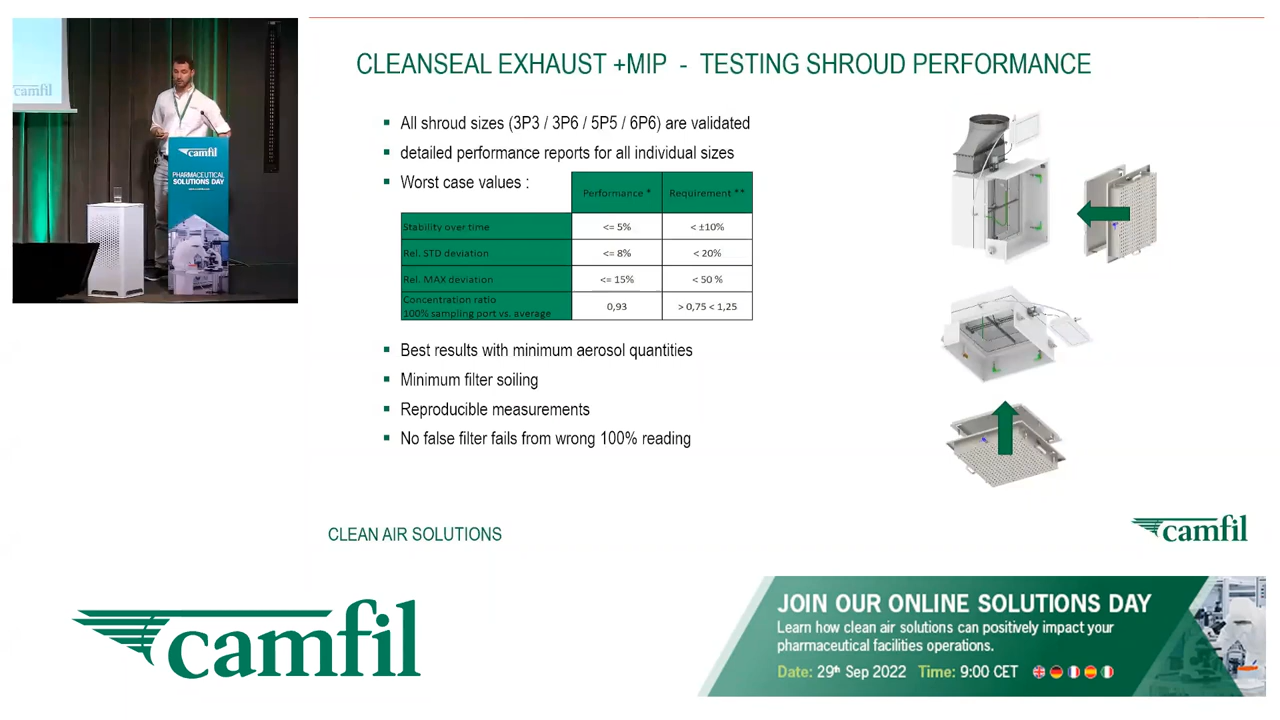 CLEANSEAL EXHAUST +MIP - TESTING SHROUD PERFORMANCE
All shroud sizes (3P3 / 3P6 / 5P5 / 6P6) are validated
detailed performance reports for all individual sizes
Worst case values :
Performance * Requirement **
Stability over time <= 5% < ±10%
Rel. STD deviation <= 8% < 20%
Rel. MAX deviation <= 15% < 50 %
Concentration ratio
100% sampling port vs. average 0,93 > 0,75 < 1,25
Best results with minimum aerosol quantities
Minimum filter soiling
Reproducible measurements
No false filter fails from wrong 100% reading
CLEAN AIR SOLUTIONS
camfil
camfil
camfil
camfil
PHARMACEUTICAL
SOLUTIONS DAY
JOIN OUR ONLINE SOLUTIONS DAY
Learn how clean air solutions can positively impact your
pharmaceutical facilities operations.
Date: 29th Sep 2022 Time: 9:00 CET